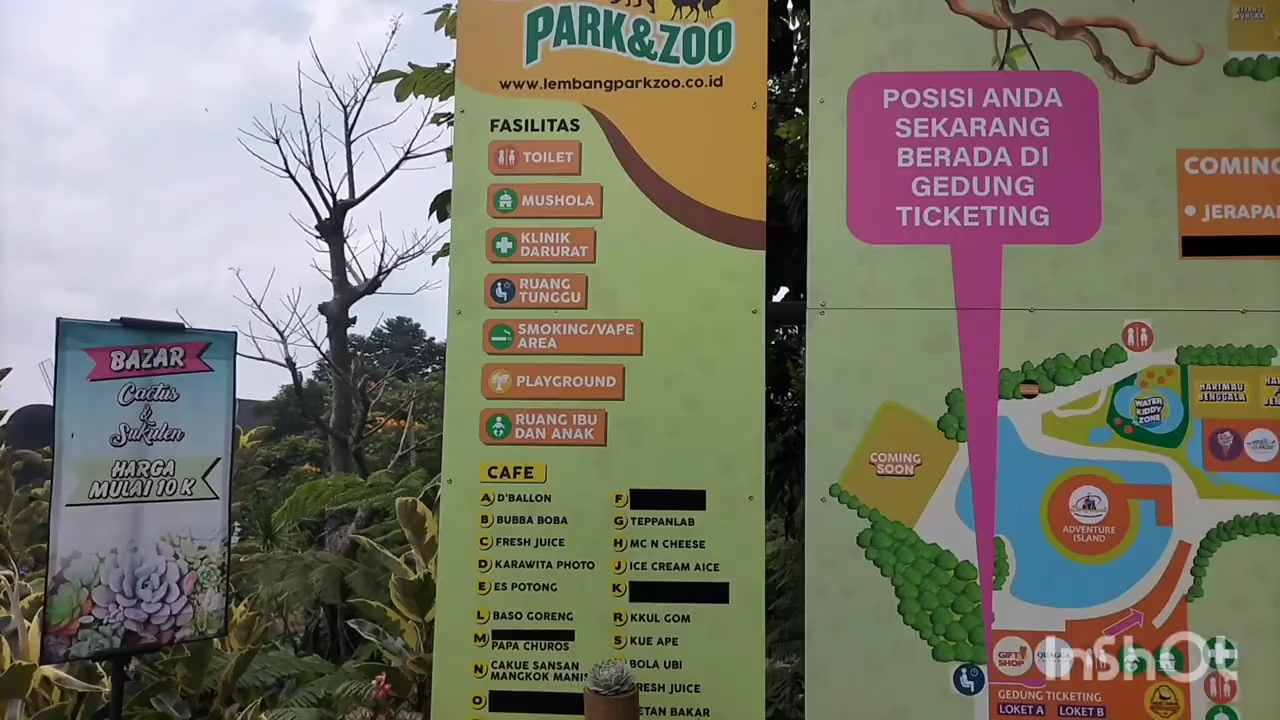 BAZAR
Cactus
&
Sukulen
HARGA
MULAI 10 K
PARK&ZOO
www.lembangparkzoo.co.id
FASILITAS
TOILET
MUSHOLA
KLINIK
DARURAT
RUANG
TUNGGU
SMOKING/VAPE
AREA
PLAYGROUND
RUANG IBU
DAN ANAK
CAFE
A D'BALLON
B BUBBA BOBA
C FRESH JUICE
D KARAWITA PHOTO
E ES POTONG
L BASO GORENG
M
PAPA CHUROS
N CAKUE SANSAN
MANGKOK MANIS
O
F
G TEPPANLAB
H MC N CHEESE
J ICE CREAM AICE
K
R KKUL GOM
S KUE APE
BOLA UBI
FRESH JUICE
ETAN BAKAR
POSISI ANDA
SEKARANG
BERADA DI
GEDUNG
TICKETING
COMING
JERAPA
WATER
KIDDY
ZONE
HARIMAU
BENGGALA
COMING
SOON
ADVENTURE
ISLAND
GIFT
SHOP
QUAGGA
GEDUNG TICKETING
LOKET A
LOKET B
InShOt